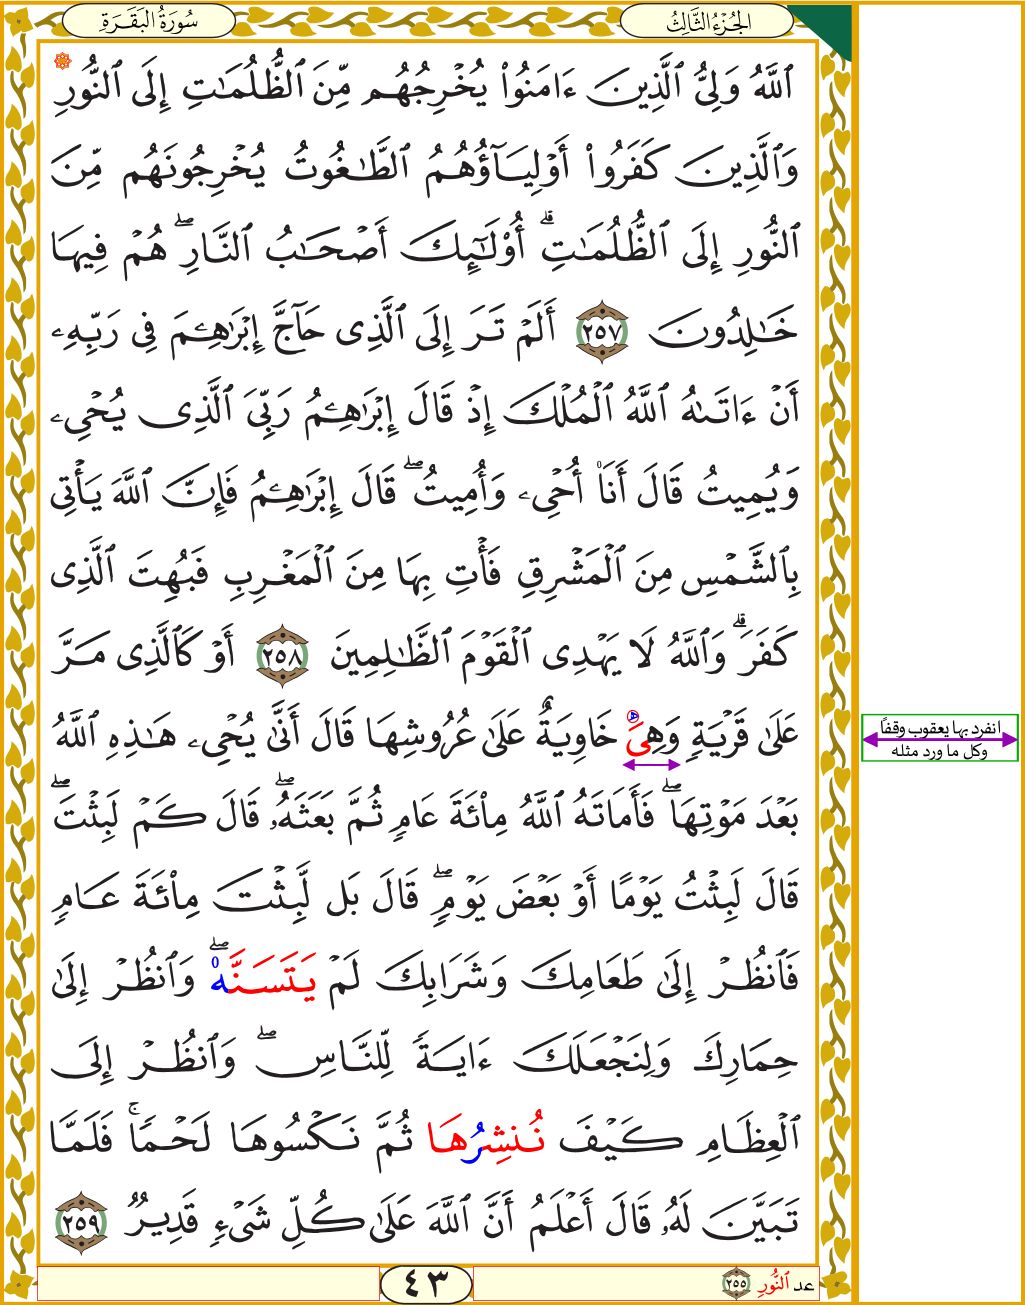 سُورَةُ البَقَرَةِ
الجُزْءُ الثَّالِثُ
ٱللَّهُ وَلِيُّ ٱلَّذِينَ ءَامَنُواْ يُخْرِجُهُم مِّنَ ٱلظُّلُمَٰتِ إِلَى ٱلنُّورِ
وَٱلَّذِينَ كَفَرُواْ أَوْلِيَآؤُهُمُ ٱلطَّٰغُوتُ يُخْرِجُونَهُم مِّنَ
ٱلنُّورِ إِلَى ٱلظُّلُمَٰتِۗ أُوْلَٰٓئِكَ أَصْحَٰبُ ٱلنَّارِۖ هُمْ فِيهَا
خَٰلِدُونَ ٢٥٧ أَلَمْ تَرَ إِلَى ٱلَّذِى حَآجَّ إِبْرَٰهِـۧمَ فِى رَبِّهِۦ
أَنْ ءَاتَىٰهُ ٱللَّهُ ٱلْمُلْكَ إِذْ قَالَ إِبْرَٰهِـۧمُ رَبِّىَ ٱلَّذِى يُحْىِۦ
وَيُمِيتُ قَالَ أَنَا۠ أُحْىِۦ وَأُمِيتُۖ قَالَ إِبْرَٰهِـۧمُ فَإِنَّ ٱللَّهَ يَأْتِى
بِٱلشَّمْسِ مِنَ ٱلْمَشْرِقِ فَأْتِ بِهَا مِنَ ٱلْمَغْرِبِ فَبُهِتَ ٱلَّذِى
كَفَرَۗ وَٱللَّهُ لَا يَهْدِى ٱلْقَوْمَ ٱلظَّٰلِمِينَ ٢٥٨ أَوْ كَٱلَّذِى مَرَّ
عَلَىٰ قَرْيَةٍ وَهِىَ خَاوِيَةٌ عَلَىٰ عُرُوشِهَا قَالَ أَنَّىٰ يُحْىِۦ هَٰذِهِ ٱللَّهُ
بَعْدَ مَوْتِهَاۖ فَأَمَاتَهُ ٱللَّهُ مِاْئَةَ عَامٍ ثُمَّ بَعَثَهُۥۖ قَالَ كَمْ لَبِثْتَۖ
قَالَ لَبِثْتُ يَوْمًا أَوْ بَعْضَ يَوْمٍۖ قَالَ بَل لَّبِثْتَ مِاْئَةَ عَامٍ
فَٱنظُرْ إِلَىٰ طَعَامِكَ وَشَرَابِكَ لَمْ يَتَسَنَّهْۖ وَٱنظُرْ إِلَىٰ
حِمَارِكَ وَلِنَجْعَلَكَ ءَايَةً لِّلنَّاسِۖ وَٱنظُرْ إِلَى
ٱلْعِظَامِ كَيْفَ نُنشِرُهَا ثُمَّ نَكْسُوهَا لَحْمًاۚ فَلَمَّا
تَبَيَّنَ لَهُۥ قَالَ أَعْلَمُ أَنَّ ٱللَّهَ عَلَىٰ كُلِّ شَىْءٍ قَدِيرٌ ٢٥٩
انفرد بها يعقوب وقفاً
وكل ما ورد مثله
٤٣
عد ٱلنُّورِ ٢٥٥